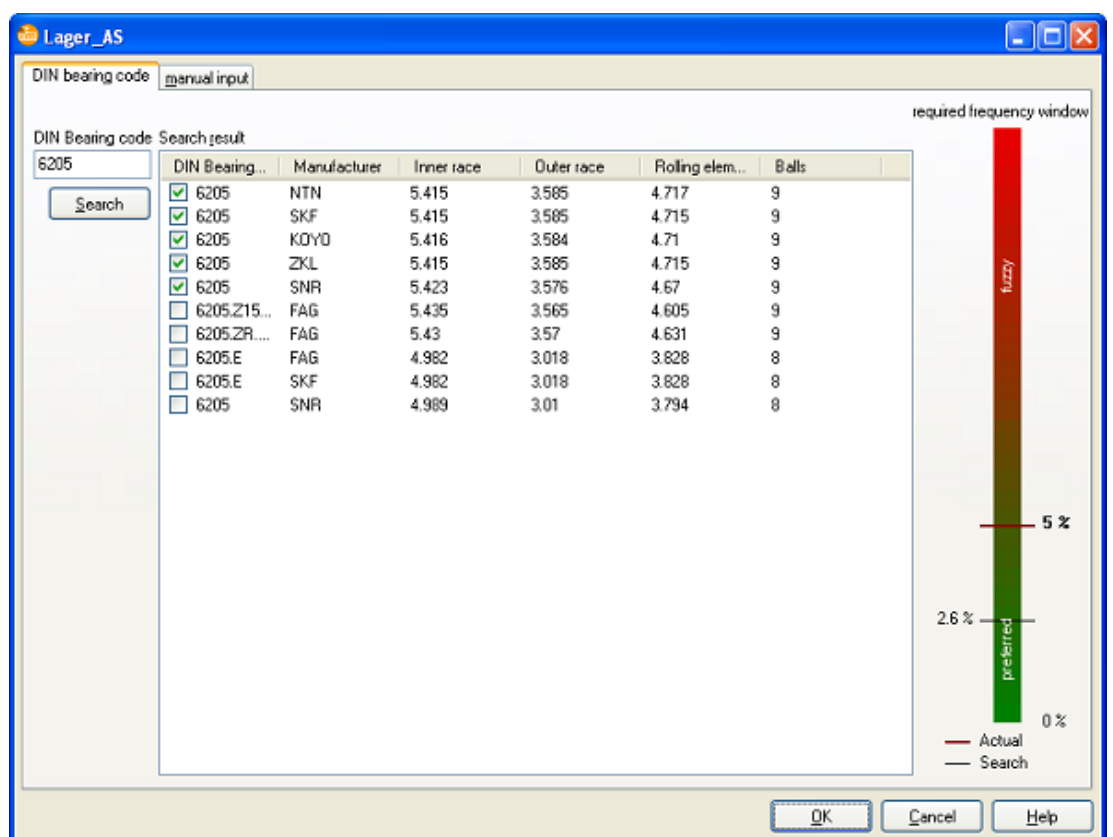 Lager_AS
DIN bearing code manual input
required frequency window
DIN Bearing code Search result
6205
Search
DIN Bearing... Manufacturer Inner race Outer race Rolling elem... Balls
6205 NTN 5.415 3.585 4.717 9
6205 SKF 5.415 3.585 4.715 9
6205 KOYO 5.416 3.584 4.71 9
6205 ZKL 5.415 3.585 4.715 9
6205 SNR 5.423 3.576 4.67 9
6205.Z15... FAG 5.435 3.565 4.605 9
6205.ZR.... FAG 5.43 3.57 4.631 9
6205.E FAG 4.982 3.018 3.828 8
6205.E SKF 4.982 3.018 3.828 8
6205 SNR 4.989 3.01 3.794 8
fuzzy
5 %
2.6 %
preferred
0 %
Actual
Search
OK Cancel Help